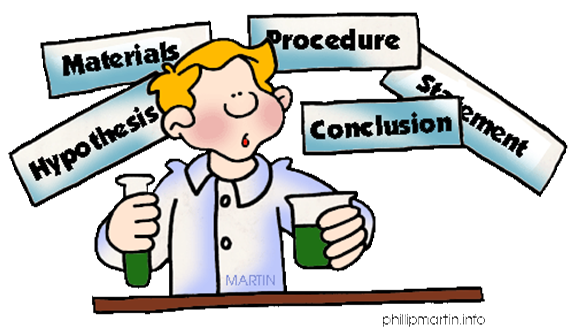 Materials
Procedure
Hypothesis
Conclusion
Statement
MARTIN
phillipmartin.info